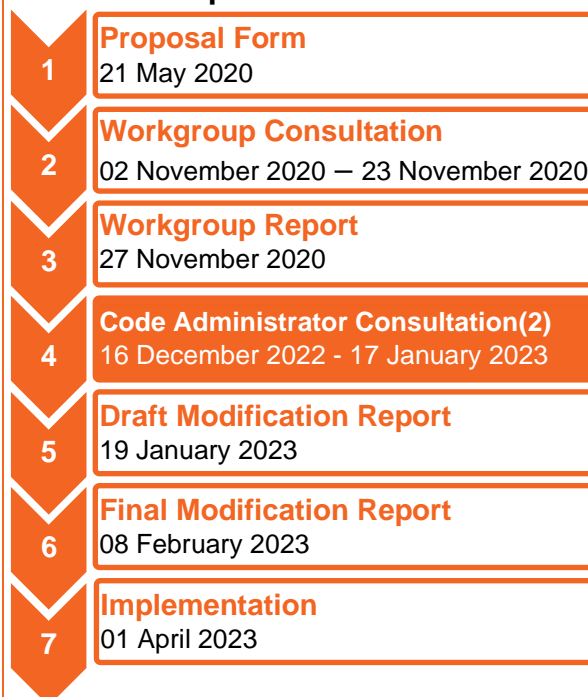 1
Proposal Form
21 May 2020
2
Workgroup Consultation
02 November 2020 – 23 November 2020
3
Workgroup Report
27 November 2020
4
Code Administrator Consultation(2)
16 December 2022 - 17 January 2023
5
Draft Modification Report
19 January 2023
6
Final Modification Report
08 February 2023
7
Implementation
01 April 2023